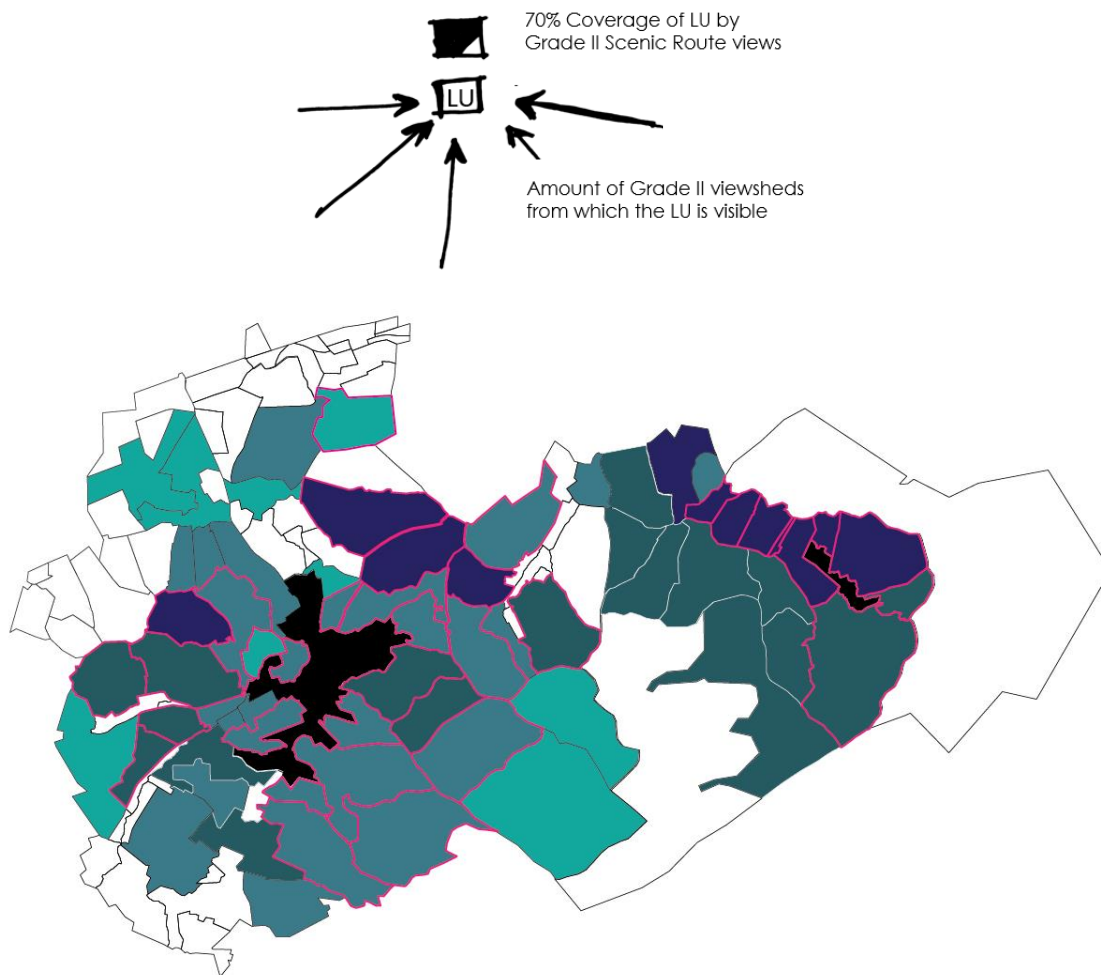 70% Coverage of LU by
Grade II Scenic Route views
LU
Amount of Grade II viewsheds
from which the LU is visible